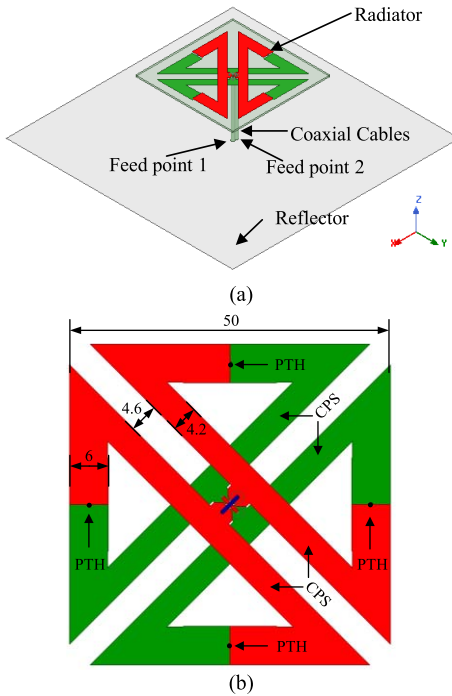 Radiator
Coaxial Cables
Feed point 1
Feed point 2
Reflector
Z
X
Y
(a)
50
PTH
CPS
4.6
4.2
6
PTH
PTH
CPS
PTH
(b)